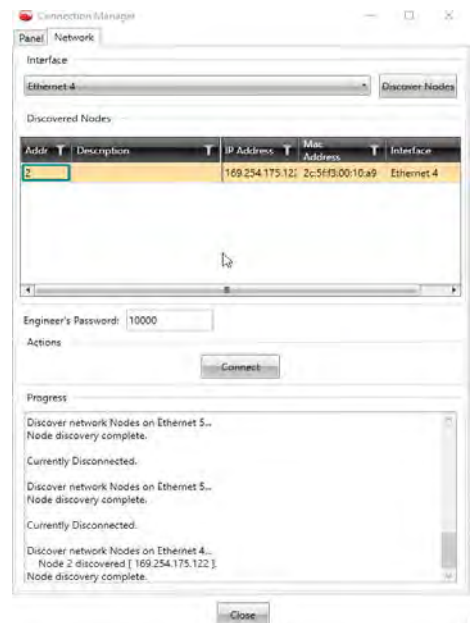 Connection Manager
Panel Network
Interface
Ethernet 4 Discover Nodes
Discovered Nodes
Addr Description IP Address Mac Address Interface
2 169.254.175.122 2c:5f:f3:00:10:a9 Ethernet 4
Engineer's Password: 10000
Actions
Connect
Progress
Discover network Nodes on Ethernet 5...
Node discovery complete.
Currently Disconnected.
Discover network Nodes on Ethernet 5...
Node discovery complete.
Currently Disconnected.
Discover network Nodes on Ethernet 4...
Node 2 discovered [ 169.254.175.122 ].
Node discovery complete.
Close